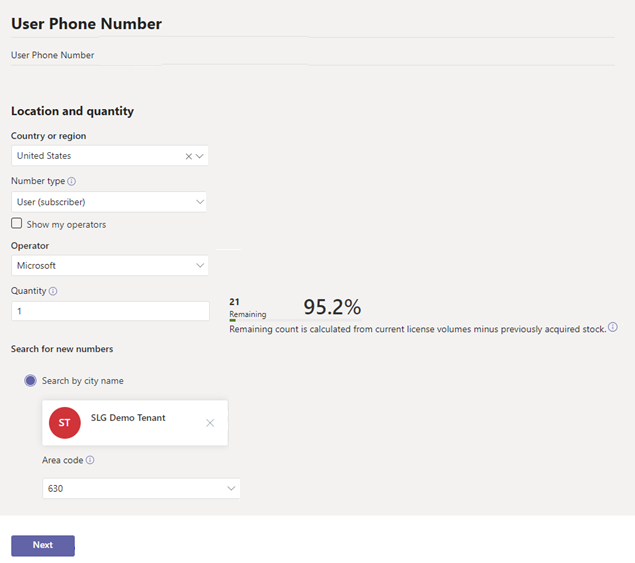 User Phone Number
User Phone Number
Location and quantity
Country or region
United States
Number type
User (subscriber)
Show my operators
Operator
Microsoft
Quantity
1
21
Remaining
95.2%
Remaining count is calculated from current license volumes minus previously acquired stock.
Search for new numbers
Search by city name
ST
SLG Demo Tenant
Area code
630
Next